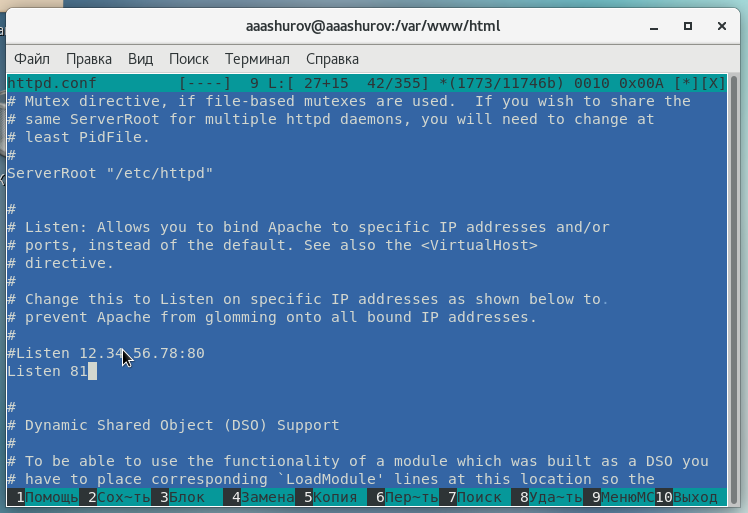 aaashurov@aaashurov:/var/www/html
Файл Правка Вид Поиск Терминал Справка
httpd.conf [----] 9 L:[ 27+15 42/355] *(1773/11746b) 0010 0x00A [*][X]
# Mutex directive, if file-based mutexes are used. If you wish to share the
# same ServerRoot for multiple httpd daemons, you will need to change at
# least PidFile.
#
ServerRoot "/etc/httpd"
#
# Listen: Allows you to bind Apache to specific IP addresses and/or
# ports, instead of the default. See also the <VirtualHost>
# directive.
#
# Change this to Listen on specific IP addresses as shown below to.
# prevent Apache from glomming onto all bound IP addresses.
#
#Listen 12.34.56.78:80
Listen 81
#
# Dynamic Shared Object (DSO) Support
#
# To be able to use the functionality of a module which was built as a DSO you
# have to place corresponding `LoadModule' lines at this location so the
1Помощь 2Сох~ть 3Блок 4Замена 5Копия 6Пер~ть 7Поиск 8Уда~ть 9МенюMC 10Выход